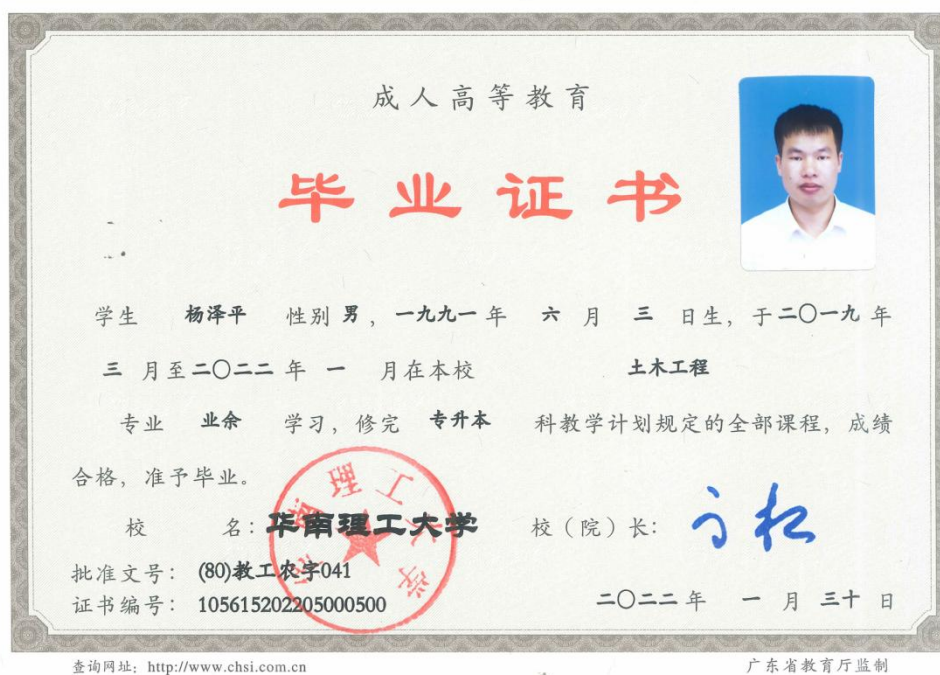 成人高等教育
毕业证书
学生 杨泽平 性别 男，一九九一年 六 月 三 日生，于二〇一九年
三 月至二〇二二年 一 月在本校 土木工程
专业 业余 学习，修完 专升本 科教学计划规定的全部课程，成绩
合格，准予毕业。
校 名：华南理工大学 校（院）长：
华南理工大学
批准文号：(80)教工农字041
证书编号：105615202205000500
二〇二二年 一 月 三十 日
查询网址：http://www.chsi.com.cn 广东省教育厅监制